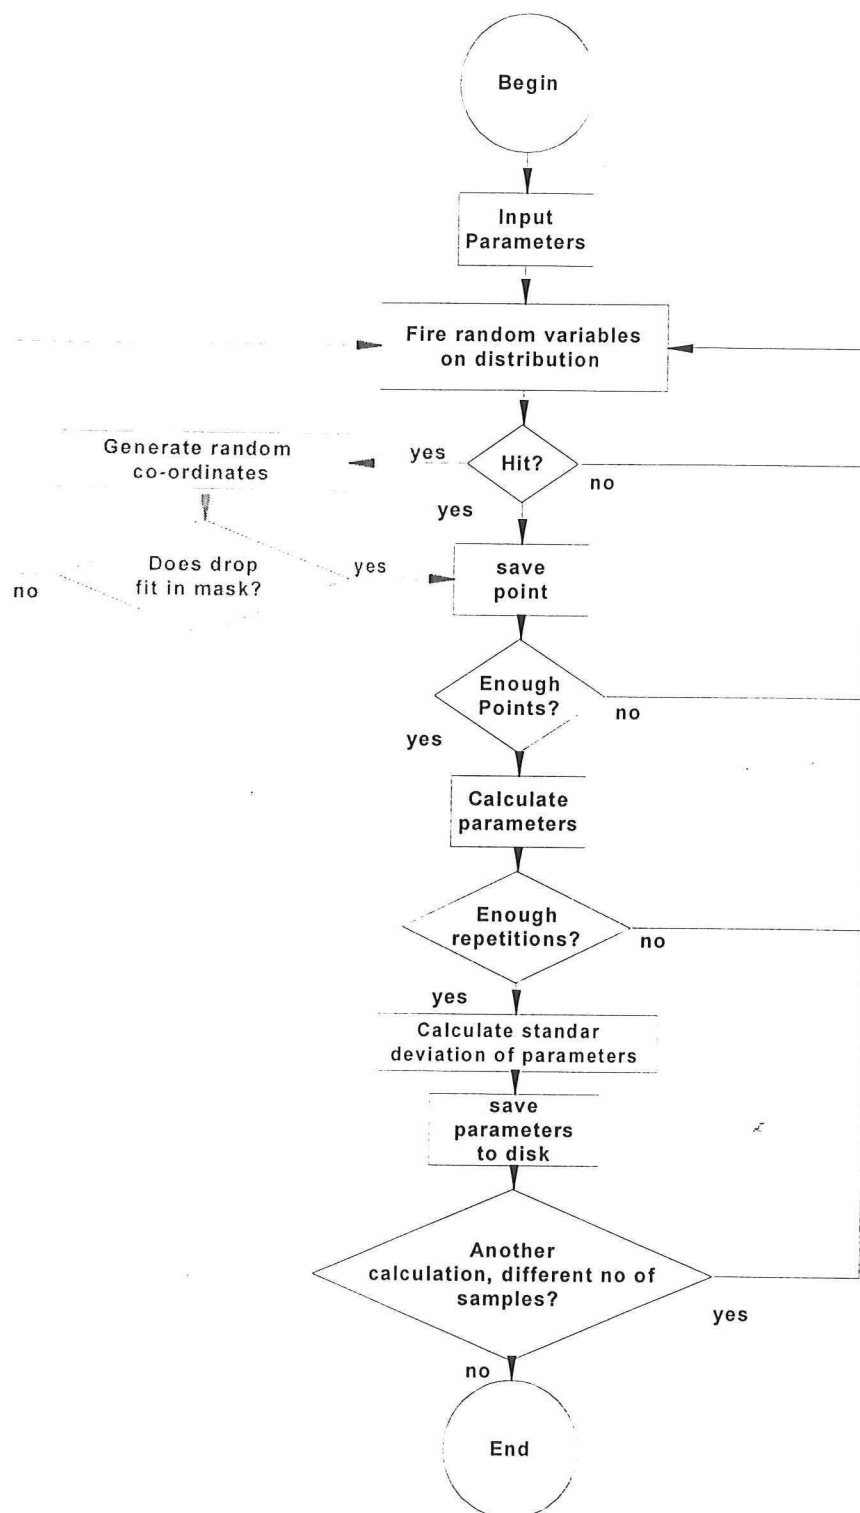 Begin
Input
Parameters
Fire random variables
on distribution
Generate random
co-ordinates
yes
Hit?
no
yes
Does drop
fit in mask?
no
yes
save
point
Enough
Points?
no
yes
Calculate
parameters
Enough
repetitions?
no
yes
Calculate standar
deviation of parameters
save
parameters
to disk
Another
calculation, different no of
samples?
yes
no
End